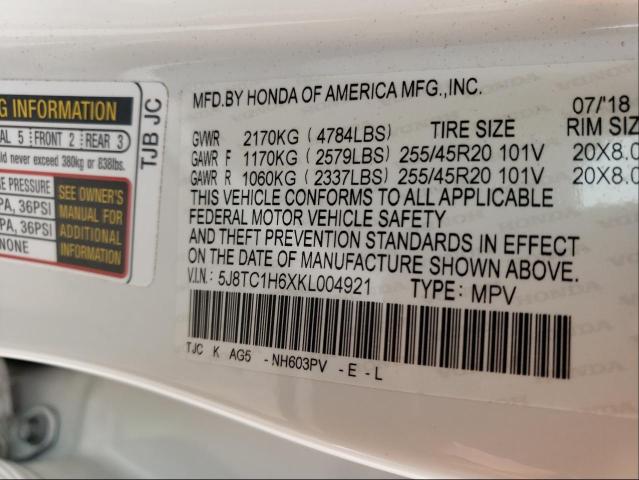 G INFORMATION
AL 5 FRONT 2 REAR 3
uld never exceed 380kg or 838lbs.
E PRESSURE
PA, 36PSI
PA, 36PSI
NONE
SEE OWNER'S
MANUAL FOR
ADDITIONAL
INFORMATION
TJB JC
MFD.BY HONDA OF AMERICA MFG.,INC. 07/'18
GVWR 2170KG (4784LBS) TIRE SIZE RIM SIZE
GAWR F 1170KG (2579LBS) 255/45R20 101V 20X8.0
GAWR R 1060KG (2337LBS) 255/45R20 101V 20X8.0
THIS VEHICLE CONFORMS TO ALL APPLICABLE
FEDERAL MOTOR VEHICLE SAFETY
AND THEFT PREVENTION STANDARDS IN EFFECT
ON THE DATE OF MANUFACTURE SHOWN ABOVE.
V.I.N.: 5J8TC1H6XKL004921 TYPE: MPV
TJC K AG5 -NH603PV -E-L